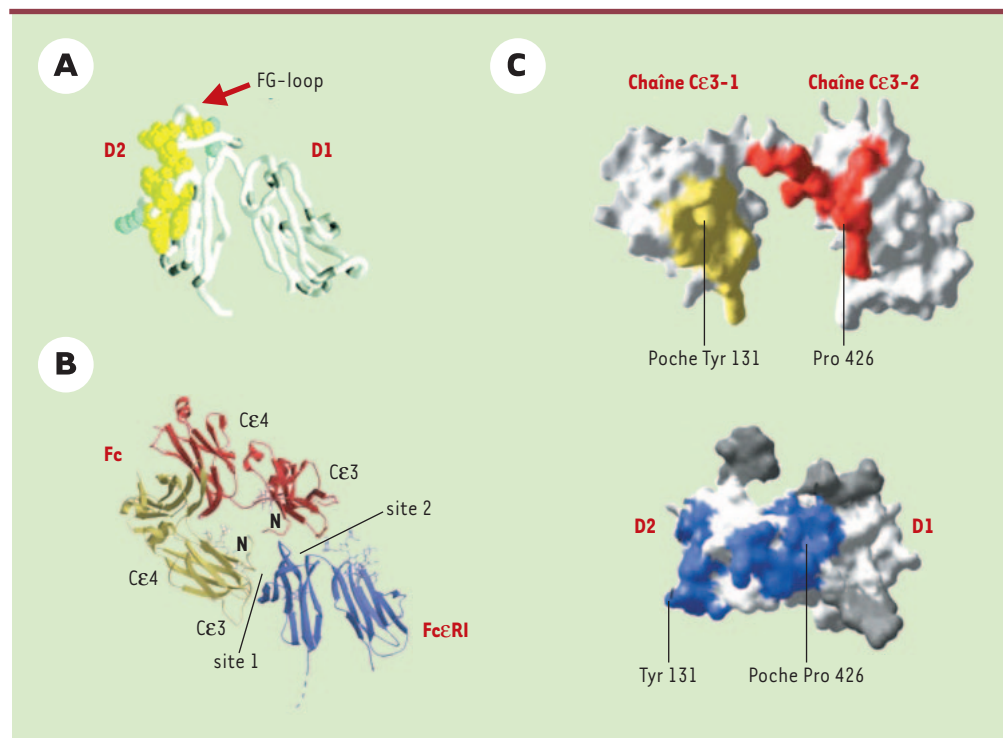 A
FG-loop
D2
D1
B
Cε4
Fc
Cε3
site 2
N
N
Cε4
Cε3
FcεRI
site 1
C
Chaîne Cε3-1
Chaîne Cε3-2
Poche Tyr 131
Pro 426
D2
D1
Tyr 131
Poche Pro 426